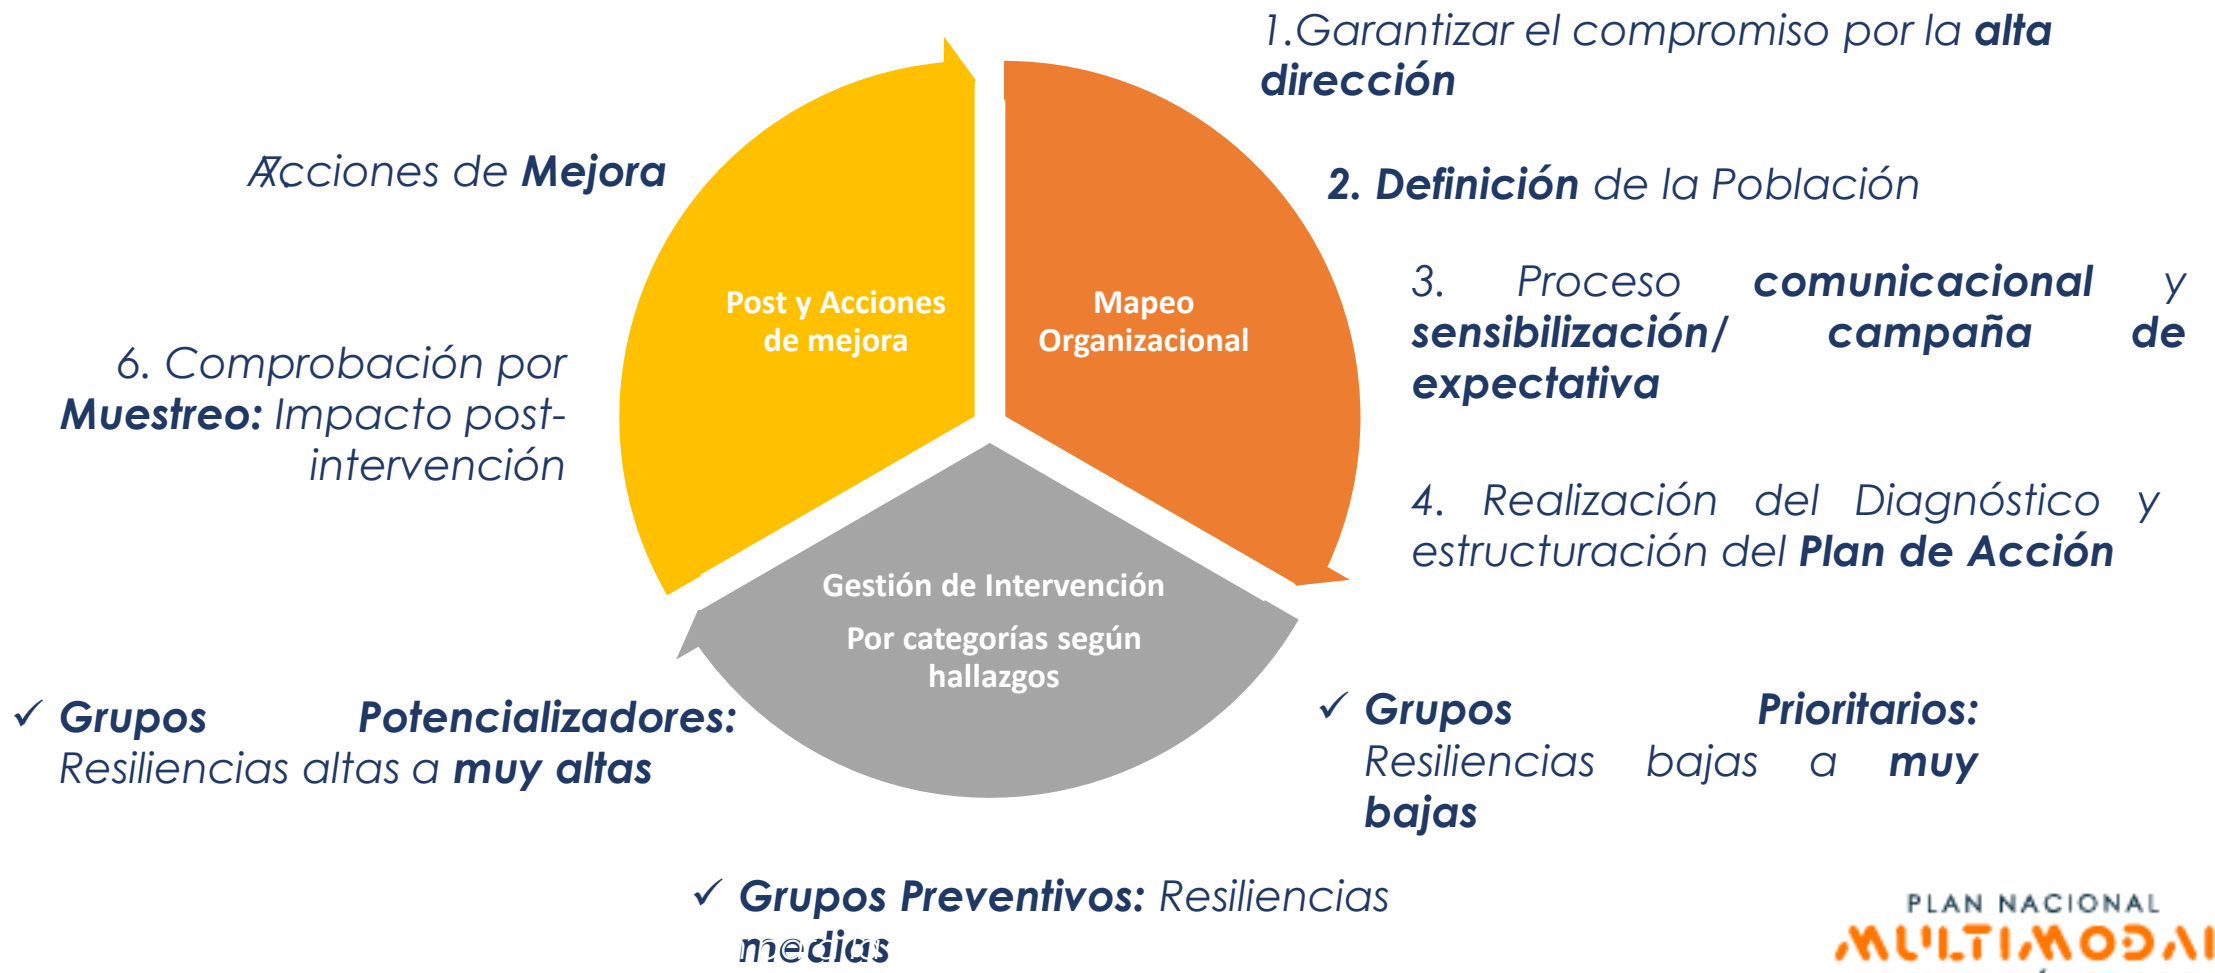 1.Garantizar el compromiso por la alta
dirección
2. Definición de la Población
3. Proceso comunicacional y
sensibilización/ campaña de
expectativa
4. Realización del Diagnóstico y
estructuración del Plan de Acción
Mapeo
Organizacional
Gestión de Intervención
Por categorías según
hallazgos
✓ Grupos Prioritarios:
Resiliencias bajas a muy
bajas
✓ Grupos Preventivos: Resiliencias
medias
✓ Grupos Potencializadores:
Resiliencias altas a muy altas
Post y Acciones
de mejora
6. Comprobación por
Muestreo: Impacto post-
intervención
7. Acciones de Mejora
PLAN NACIONAL
MULTIMODAL